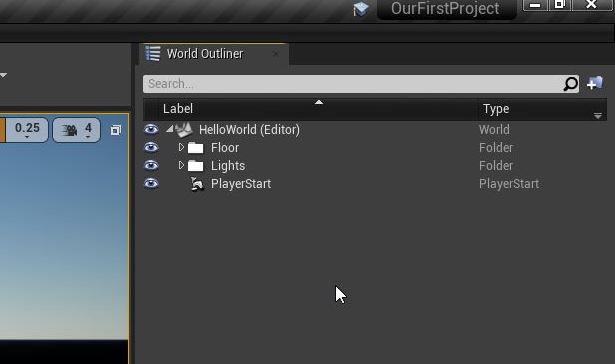 OurFirstProject
World Outliner
Search...
Label Type
0.25 4
HelloWorld (Editor) World
Floor Folder
Lights Folder
PlayerStart PlayerStart